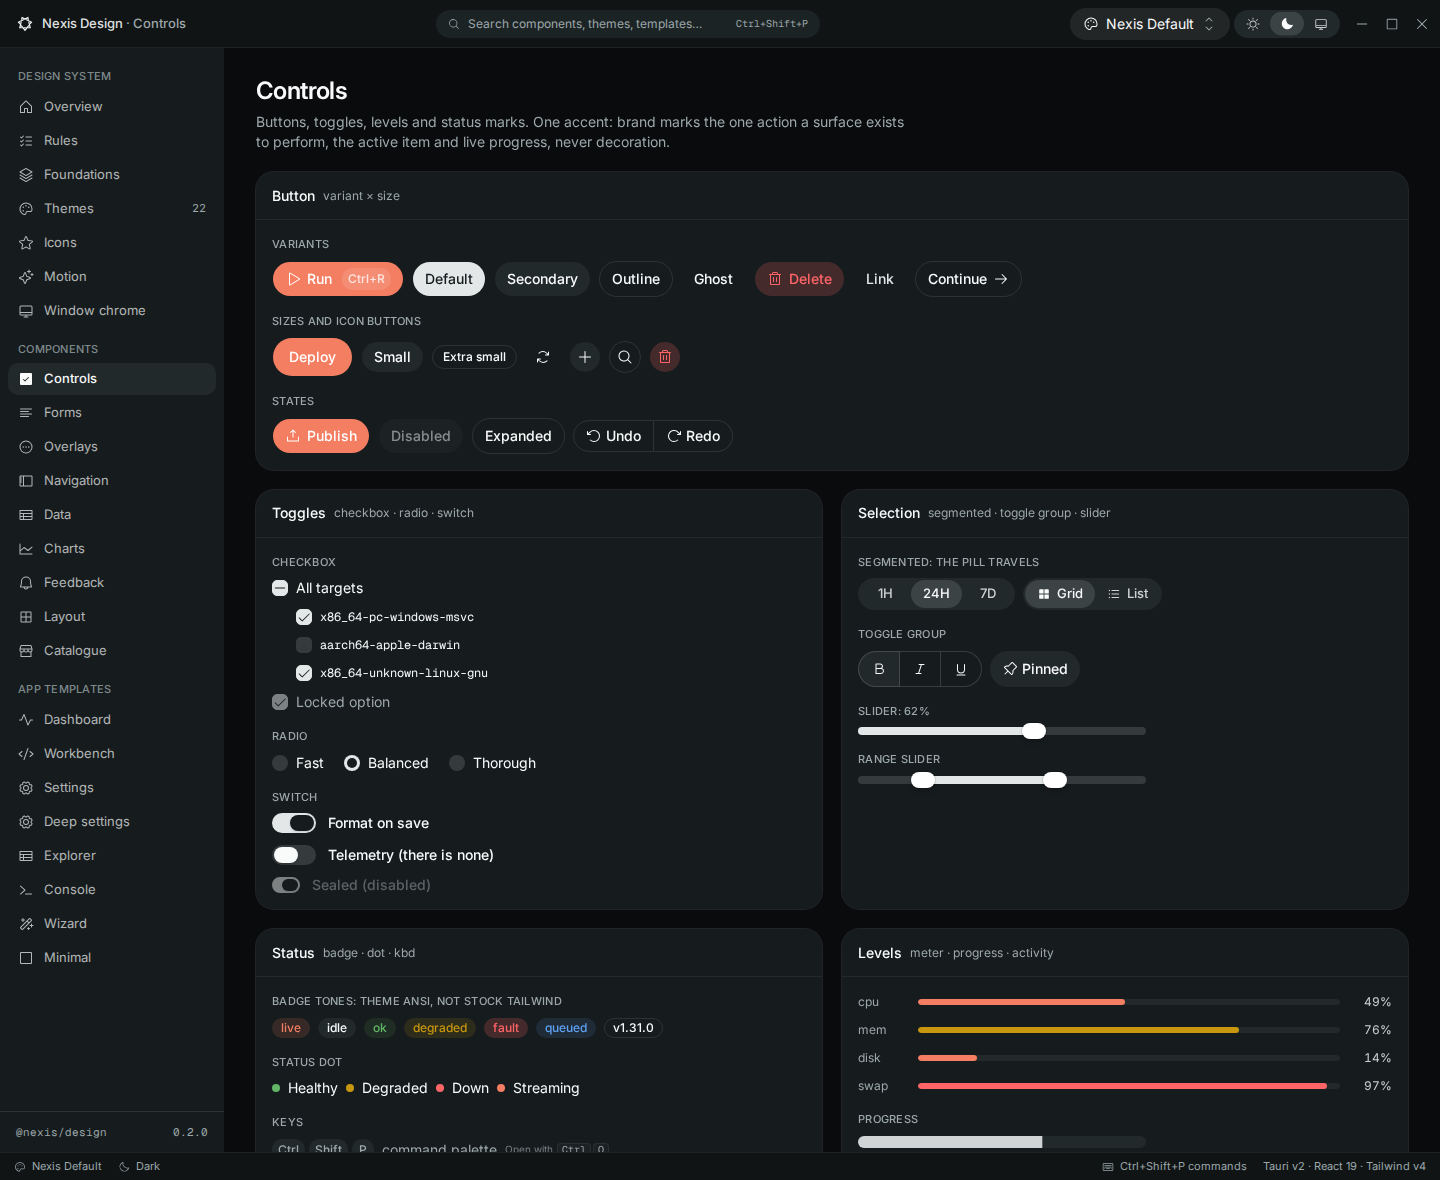 Nexis Design · Controls
Search components, themes, templates... Ctrl+Shift+P
Nexis Default
DESIGN SYSTEM
Overview
Rules
Foundations
Themes 22
Icons
Motion
Window chrome
COMPONENTS
Controls
Forms
Overlays
Navigation
Data
Charts
Feedback
Layout
Catalogue
APP TEMPLATES
Dashboard
Workbench
Settings
Deep settings
Explorer
Console
Wizard
Minimal
@nexis/design 0.2.0
Controls
Buttons, toggles, levels and status marks. One accent: brand marks the one action a surface exists
to perform, the active item and live progress, never decoration.
Button variant × size
VARIANTS
Run Ctrl+R Default Secondary Outline Ghost Delete Link Continue
SIZES AND ICON BUTTONS
Deploy Small Extra small
STATES
Publish Disabled Expanded Undo Redo
Toggles checkbox · radio · switch
CHECKBOX
All targets
x86_64-pc-windows-msvc
aarch64-apple-darwin
x86_64-unknown-linux-gnu
Locked option
RADIO
Fast Balanced Thorough
SWITCH
Format on save
Telemetry (there is none)
Sealed (disabled)
Selection segmented · toggle group · slider
SEGMENTED: THE PILL TRAVELS
1H 24H 7D Grid List
TOGGLE GROUP
B I U Pinned
SLIDER: 62%
RANGE SLIDER
Status badge · dot · kbd
BADGE TONES: THEME ANSI, NOT STOCK TAILWIND
live idle ok degraded fault queued v1.31.0
STATUS DOT
Healthy Degraded Down Streaming
KEYS
Ctrl Shift P command palette Open with Ctrl O
Levels meter · progress · activity
cpu 49%
mem 76%
disk 14%
swap 97%
PROGRESS
Nexis Default Dark
Ctrl+Shift+P commands Tauri v2 · React 19 · Tailwind v4